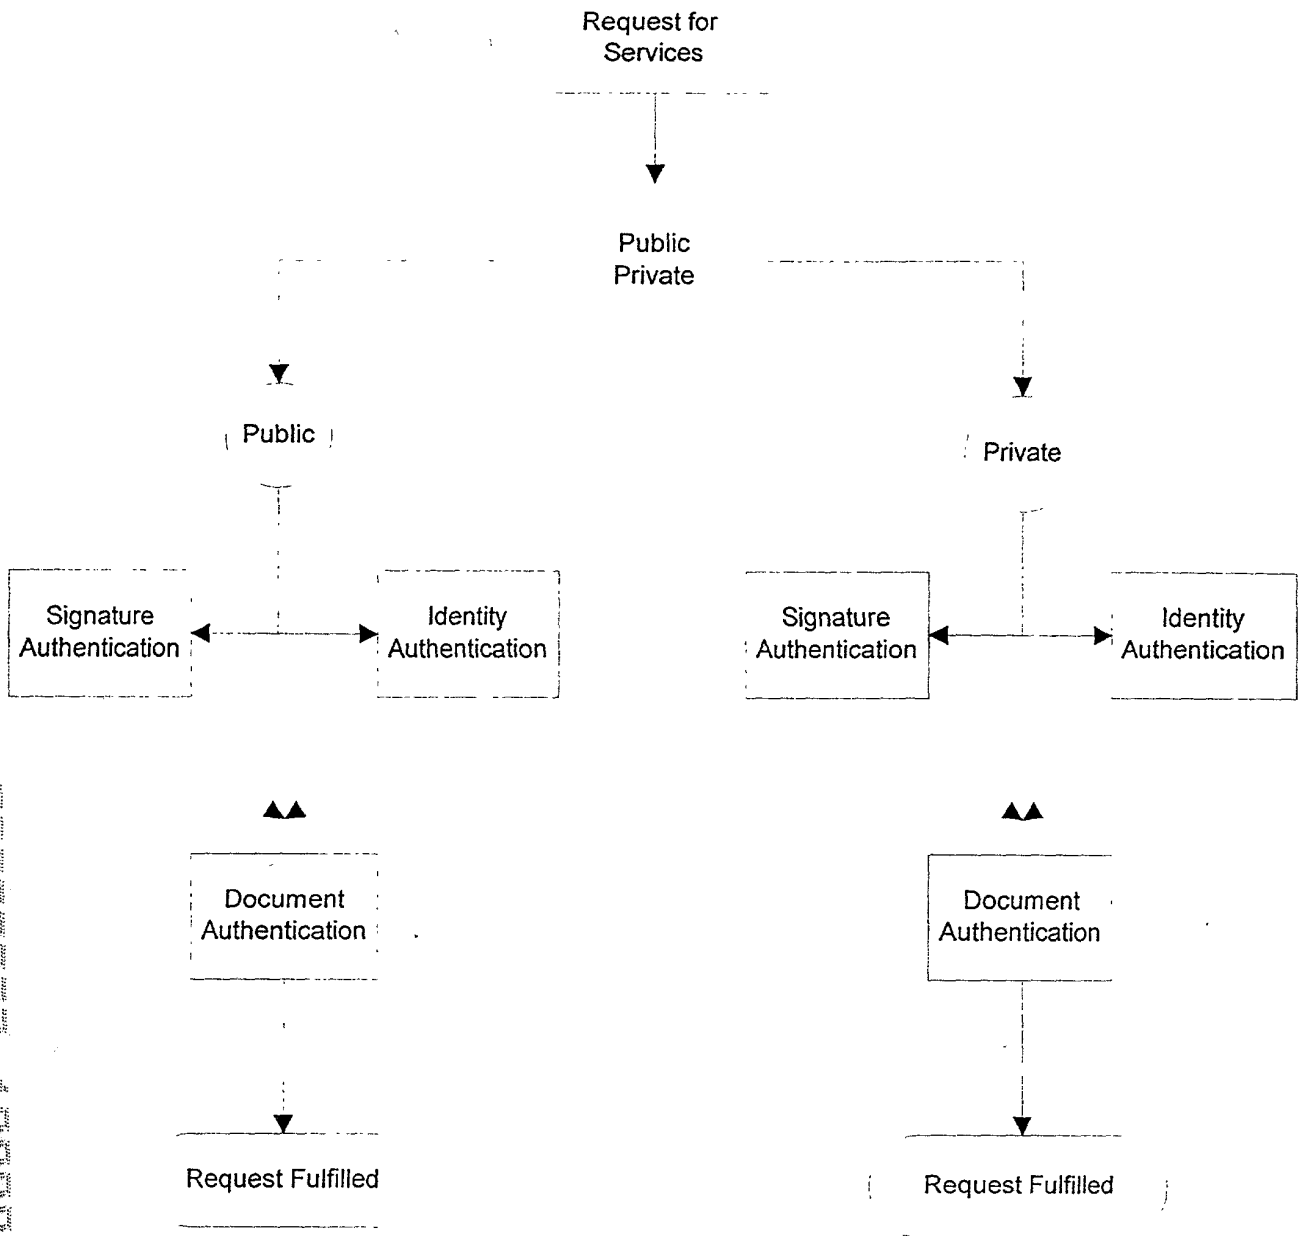 Request for
Services
Public
Private
Public
Private
Signature
Authentication
Identity
Authentication
Signature
Authentication
Identity
Authentication
Document
Authentication
Document
Authentication
Request Fulfilled
Request Fulfilled